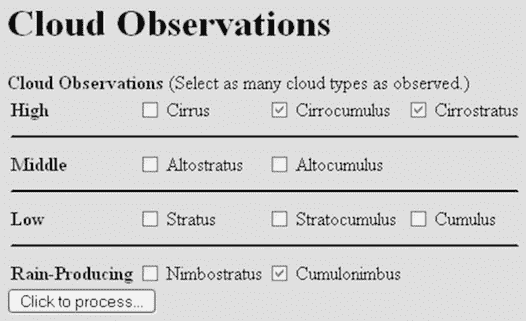 Cloud Observations
Cloud Observations (Select as many cloud types as observed.)
High Cirrus Cirrocumulus Cirrostratus
Middle Altostratus Altocumulus
Low Stratus Stratocumulus Cumulus
Rain-Producing Nimbostratus Cumulonimbus
Click to process...